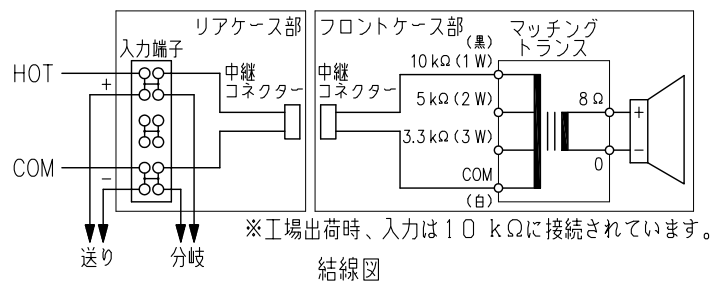 リアケース部
フロントケース部
マッチング
トランス
入力端子
(黒)
10 kΩ (1 W)
HOT
+
中継
コネクター
中継
コネクター
5 kΩ (2 W)
8 Ω
+
3.3 kΩ (3 W)
−
COM
−
COM
0
(白)
送り
分岐
※工場出荷時、入力は10 kΩに接続されています。
結線図